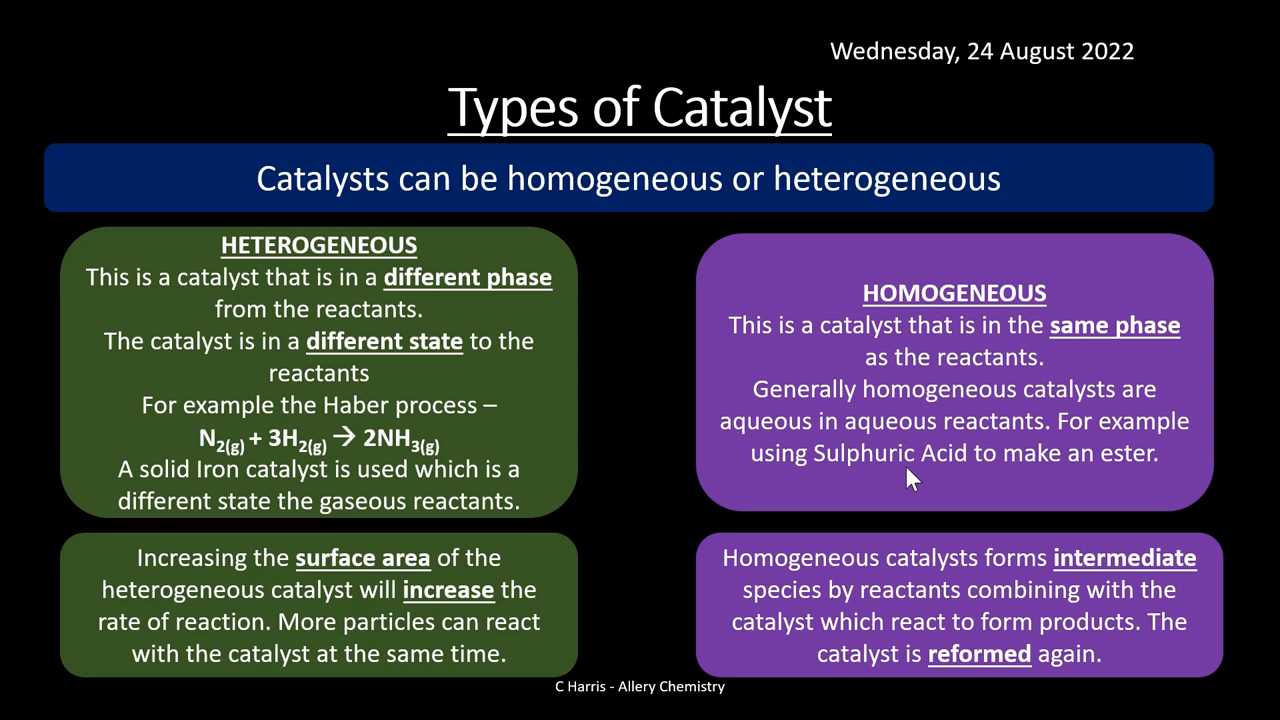 Wednesday, 24 August 2022
Types of Catalyst
Catalysts can be homogeneous or heterogeneous
HETEROGENEOUS
This is a catalyst that is in a different phase
from the reactants.
The catalyst is in a different state to the
reactants
For example the Haber process –
N₂(g) + 3H₂(g) → 2NH₃(g)
A solid Iron catalyst is used which is a
different state the gaseous reactants.
Increasing the surface area of the
heterogeneous catalyst will increase the
rate of reaction. More particles can react
with the catalyst at the same time.
HOMOGENEOUS
This is a catalyst that is in the same phase
as the reactants.
Generally homogeneous catalysts are
aqueous in aqueous reactants. For example
using Sulphuric Acid to make an ester.
Homogeneous catalysts forms intermediate
species by reactants combining with the
catalyst which react to form products. The
catalyst is reformed again.
C Harris - Allery Chemistry